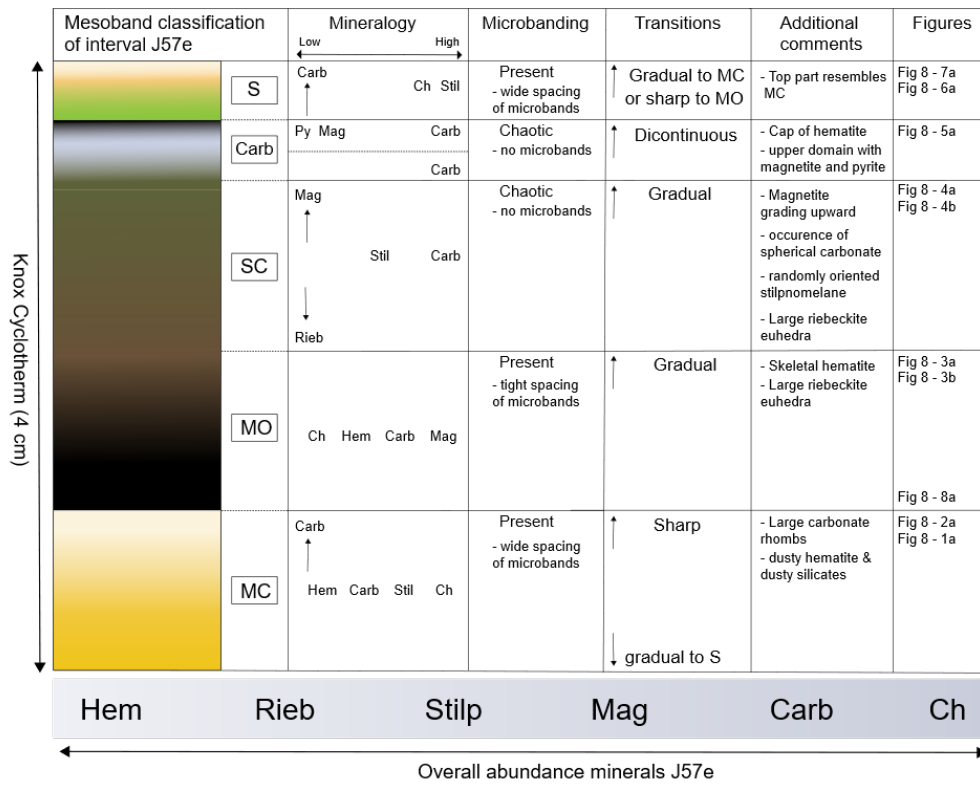 Mesoband classification
of interval J57e
Mineralogy
Low High
Microbanding
Transitions
Additional
comments
Figures
Knox Cyclotherm (4 cm)
S
Carb
Ch Stil
Present
- wide spacing
of microbands
Gradual to MC
or sharp to MO
- Top part resembles
MC
Fig 8 - 7a
Fig 8 - 6a
Carb
Py Mag Carb
Carb
Chaotic
- no microbands
Dicontinuous
- Cap of hematite
- upper domain with
magnetite and pyrite
Fig 8 - 5a
SC
Mag
Stil Carb
Rieb
Chaotic
- no microbands
Gradual
- Magnetite
grading upward
- occurence of
spherical carbonate
- randomly oriented
stilpnomelane
- Large riebeckite
euhedra
Fig 8 - 4a
Fig 8 - 4b
MO
Ch Hem Carb Mag
Present
- tight spacing
of microbands
Gradual
- Skeletal hematite
- Large riebeckite
euhedra
Fig 8 - 3a
Fig 8 - 3b
Fig 8 - 8a
MC
Carb
Hem Carb Stil Ch
Present
- wide spacing
of microbands
Sharp
gradual to S
- Large carbonate
rhombs
- dusty hematite &
dusty silicates
Fig 8 - 2a
Fig 8 - 1a
Hem Rieb Stilp Mag Carb Ch
Overall abundance minerals J57e